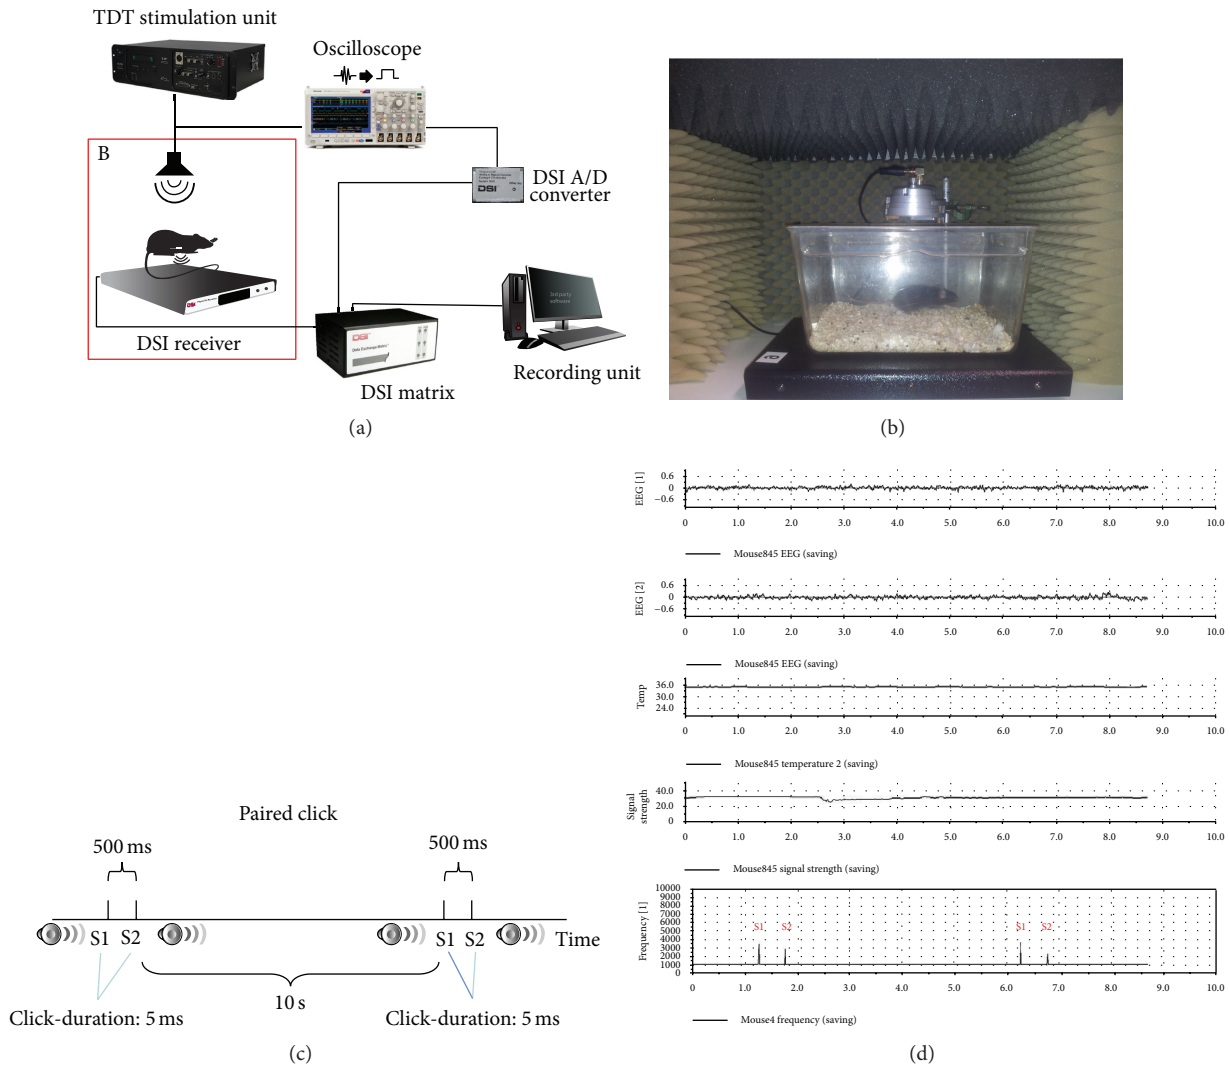 TDT stimulation unit
Oscilloscope
B
DSI
DSI A/D
converter
DSI receiver
DSI
Data Exchange Matrix
DSI matrix
3rd party
software
Recording unit
(a)
(b)
Paired click
500 ms
500 ms
S1
S2
S1
S2
Time
10 s
Click-duration: 5 ms
Click-duration: 5 ms
(c)
EEG [1]
0.6
0
−0.6
0 1.0 2.0 3.0 4.0 5.0 6.0 7.0 8.0 9.0 10.0
Mouse845 EEG (saving)
EEG [2]
0.6
0
−0.6
0 1.0 2.0 3.0 4.0 5.0 6.0 7.0 8.0 9.0 10.0
Mouse845 EEG (saving)
Temp
36.0
30.0
24.0
0 1.0 2.0 3.0 4.0 5.0 6.0 7.0 8.0 9.0 10.0
Mouse845 temperature 2 (saving)
Signal
strength
40.0
20.0
0
0 1.0 2.0 3.0 4.0 5.0 6.0 7.0 8.0 9.0 10.0
Mouse845 signal strength (saving)
Frequency [1]
10000
9000
8000
7000
6000
5000
4000
3000
2000
1000
0
S1 S2 S1 S2
0 1.0 2.0 3.0 4.0 5.0 6.0 7.0 8.0 9.0 10.0
Mouse4 frequency (saving)
(d)